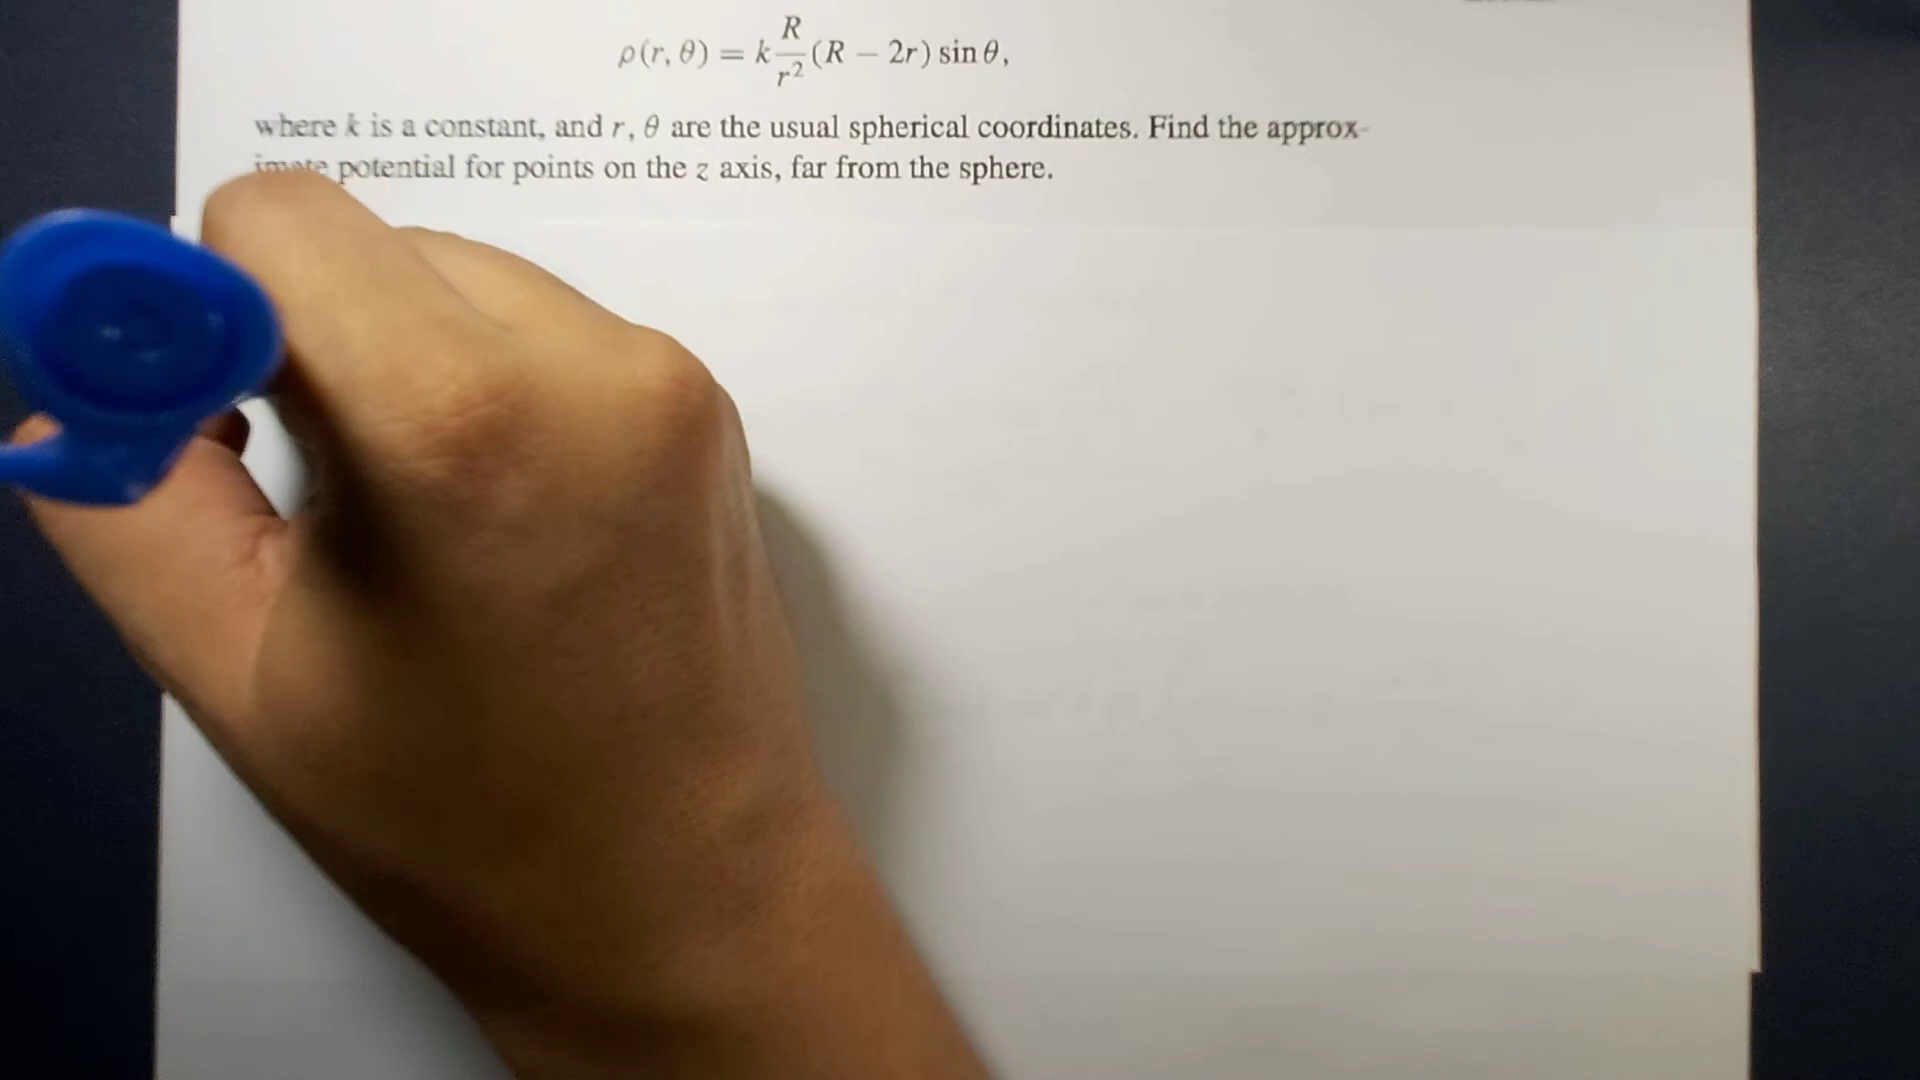 ρ(r, θ) = k R/r² (R − 2r) sin θ,
where k is a constant, and r, θ are the usual spherical coordinates. Find the approx-
imate potential for points on the z axis, far from the sphere.